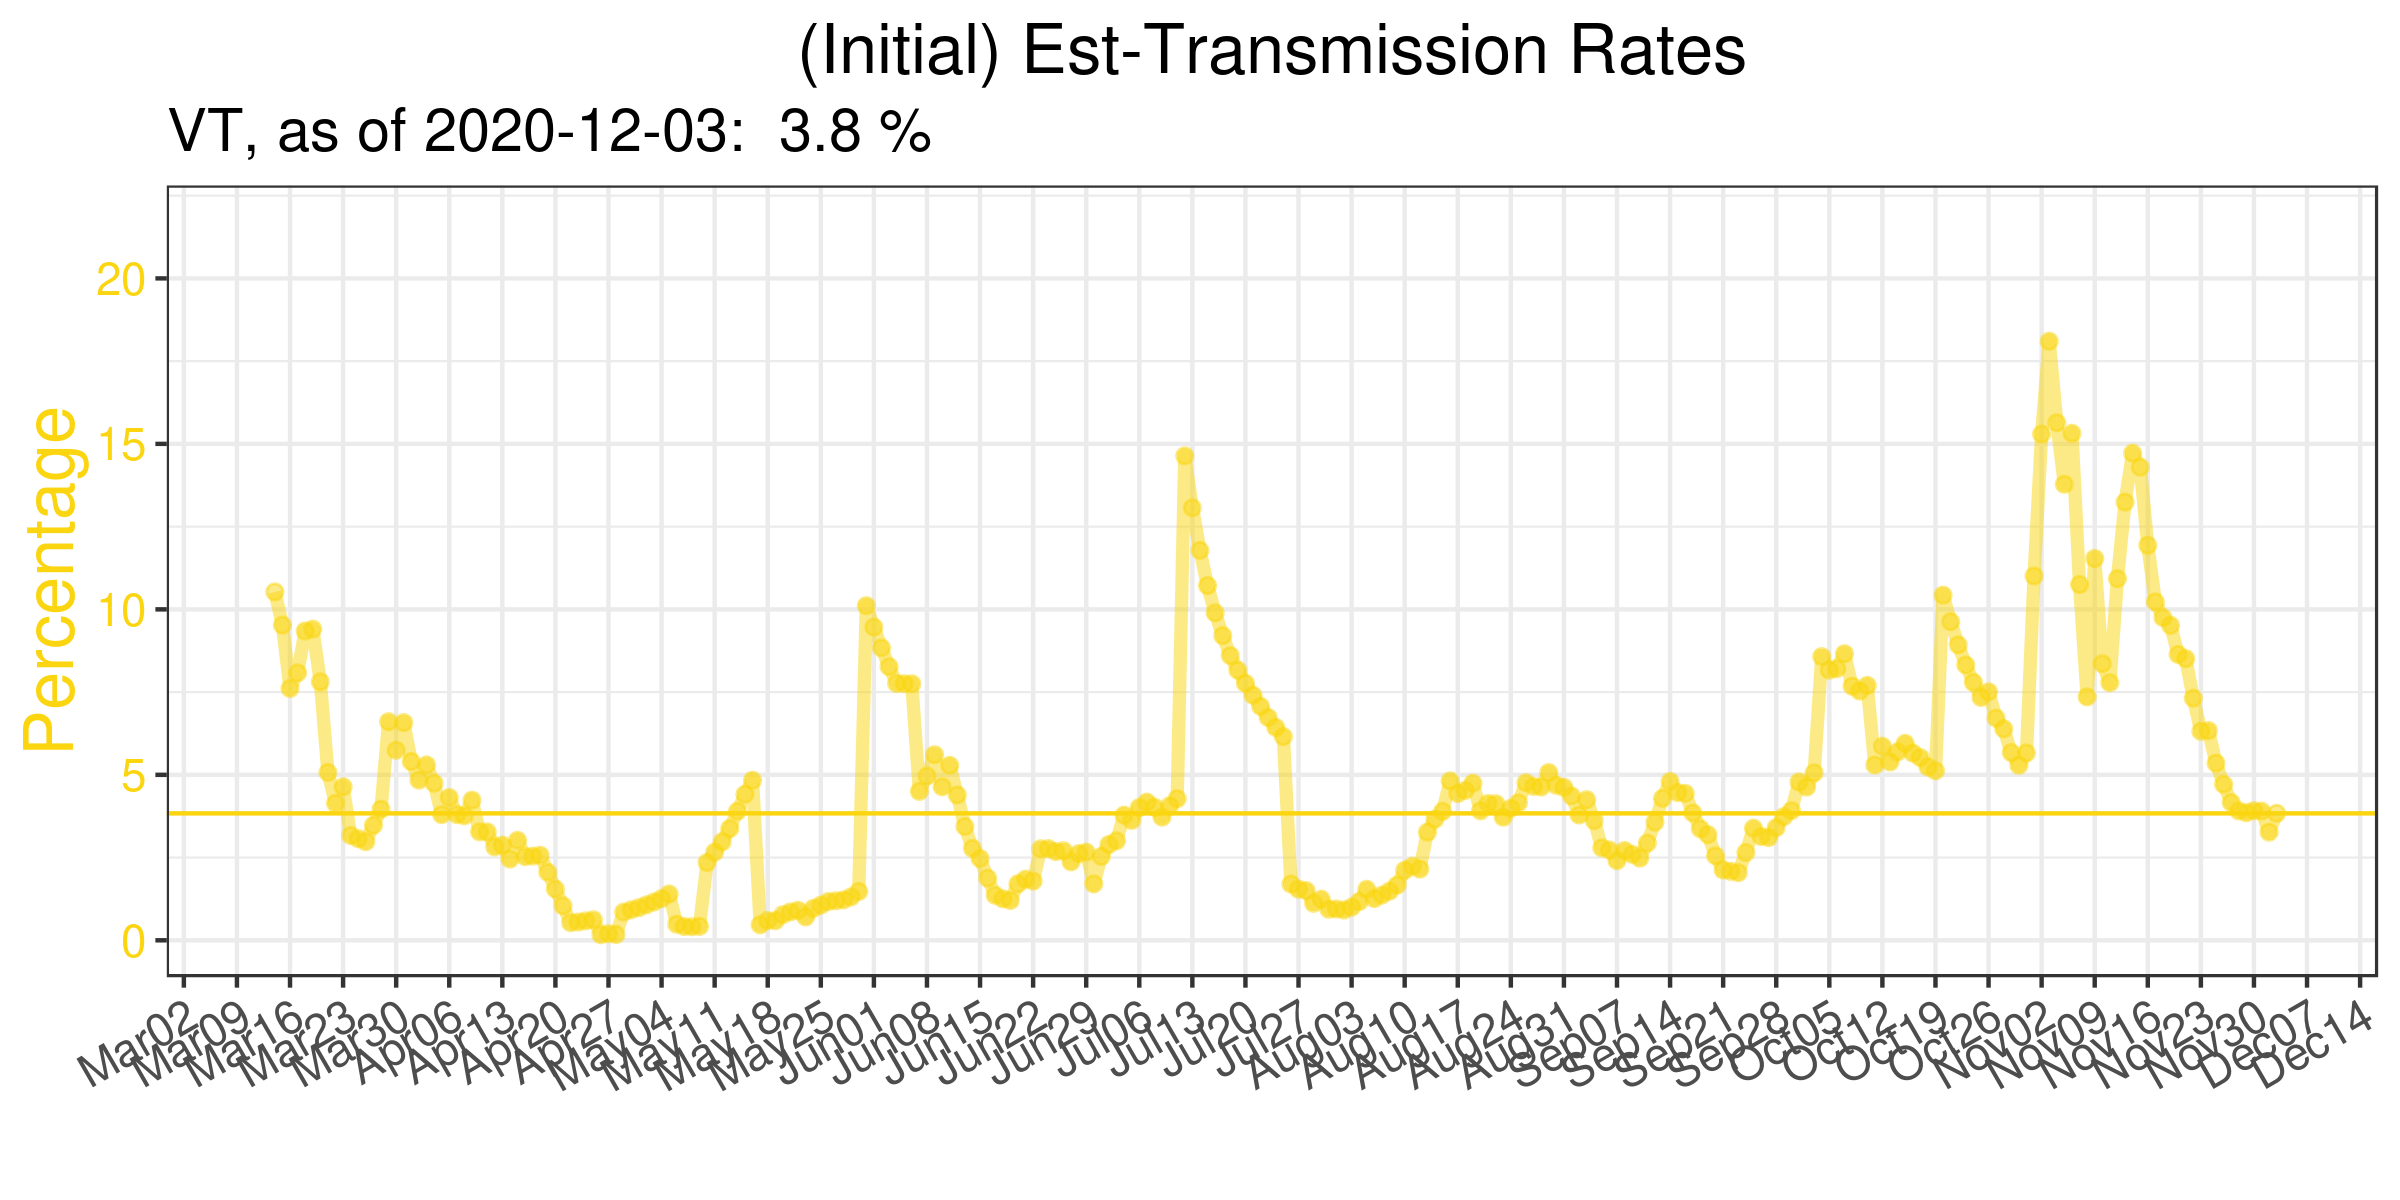 (Initial) Est-Transmission Rates
VT, as of 2020-12-03:  3.8 %
Percentage
20
15
10
5
0
Mar02
Mar09
Mar16
Mar23
Mar30
Apr06
Apr13
Apr20
Apr27
May04
May11
May18
May25
Jun01
Jun08
Jun15
Jun22
Jun29
Jul06
Jul13
Jul20
Jul27
Aug03
Aug10
Aug17
Aug24
Aug31
Sep07
Sep14
Sep21
Sep28
Oct05
Oct12
Oct19
Oct26
Nov02
Nov09
Nov16
Nov23
Nov30
Dec07
Dec14